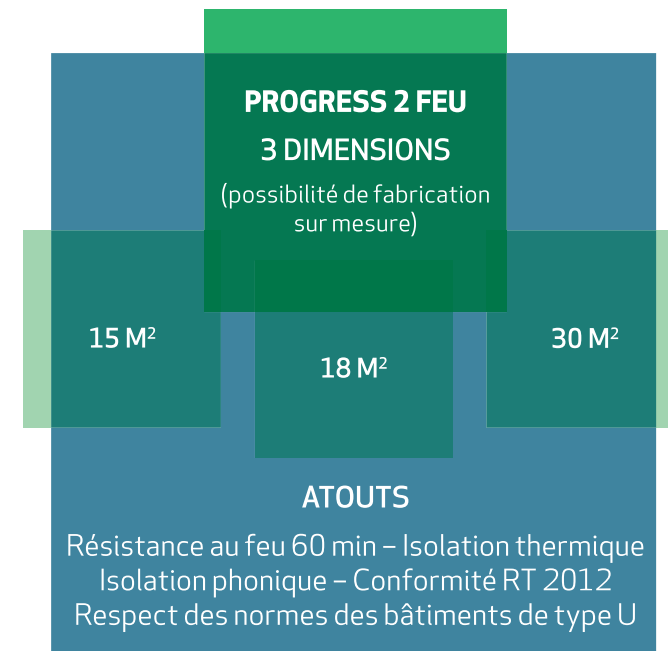 PROGRESS 2 FEU
3 DIMENSIONS
(possibilité de fabrication
sur mesure)
15 M²
18 M²
30 M²
ATOUTS
Résistance au feu 60 min – Isolation thermique
Isolation phonique – Conformité RT 2012
Respect des normes des bâtiments de type U